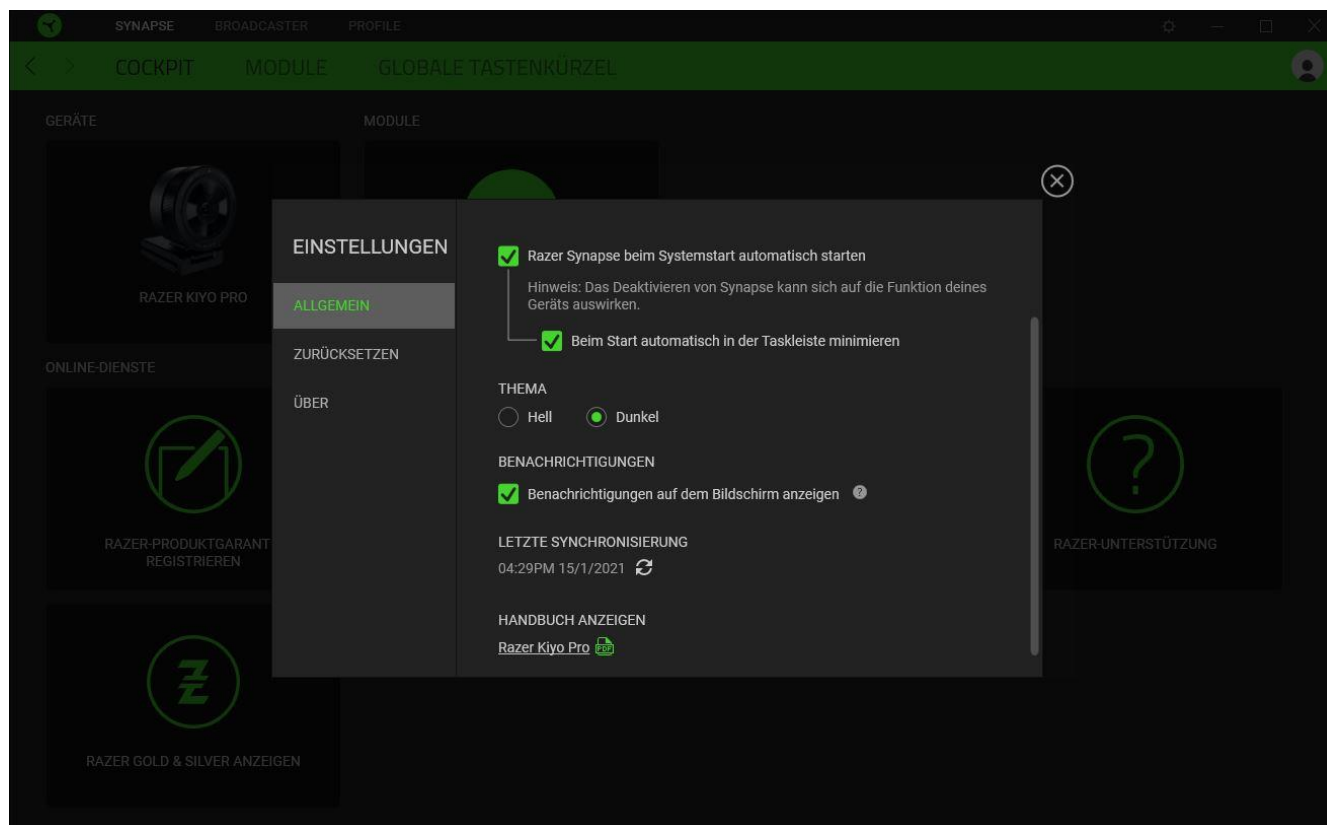 SYNAPSE
BROADCASTER
PROFILE
COCKPIT
MODULE
GLOBALE TASTENKÜRZEL
GERÄTE
MODULE
RAZER KIYO PRO
ONLINE-DIENSTE
RAZER-PRODUKTGARANT
REGISTRIEREN
RAZER GOLD & SILVER ANZEIGEN
RAZER-UNTERSTÜTZUNG
EINSTELLUNGEN
ALLGEMEIN
ZURÜCKSETZEN
ÜBER
Razer Synapse beim Systemstart automatisch starten
Hinweis: Das Deaktivieren von Synapse kann sich auf die Funktion deines
Geräts auswirken.
Beim Start automatisch in der Taskleiste minimieren
THEMA
Hell
Dunkel
BENACHRICHTIGUNGEN
Benachrichtigungen auf dem Bildschirm anzeigen
LETZTE SYNCHRONISIERUNG
04:29PM 15/1/2021
HANDBUCH ANZEIGEN
Razer Kiyo Pro PDF